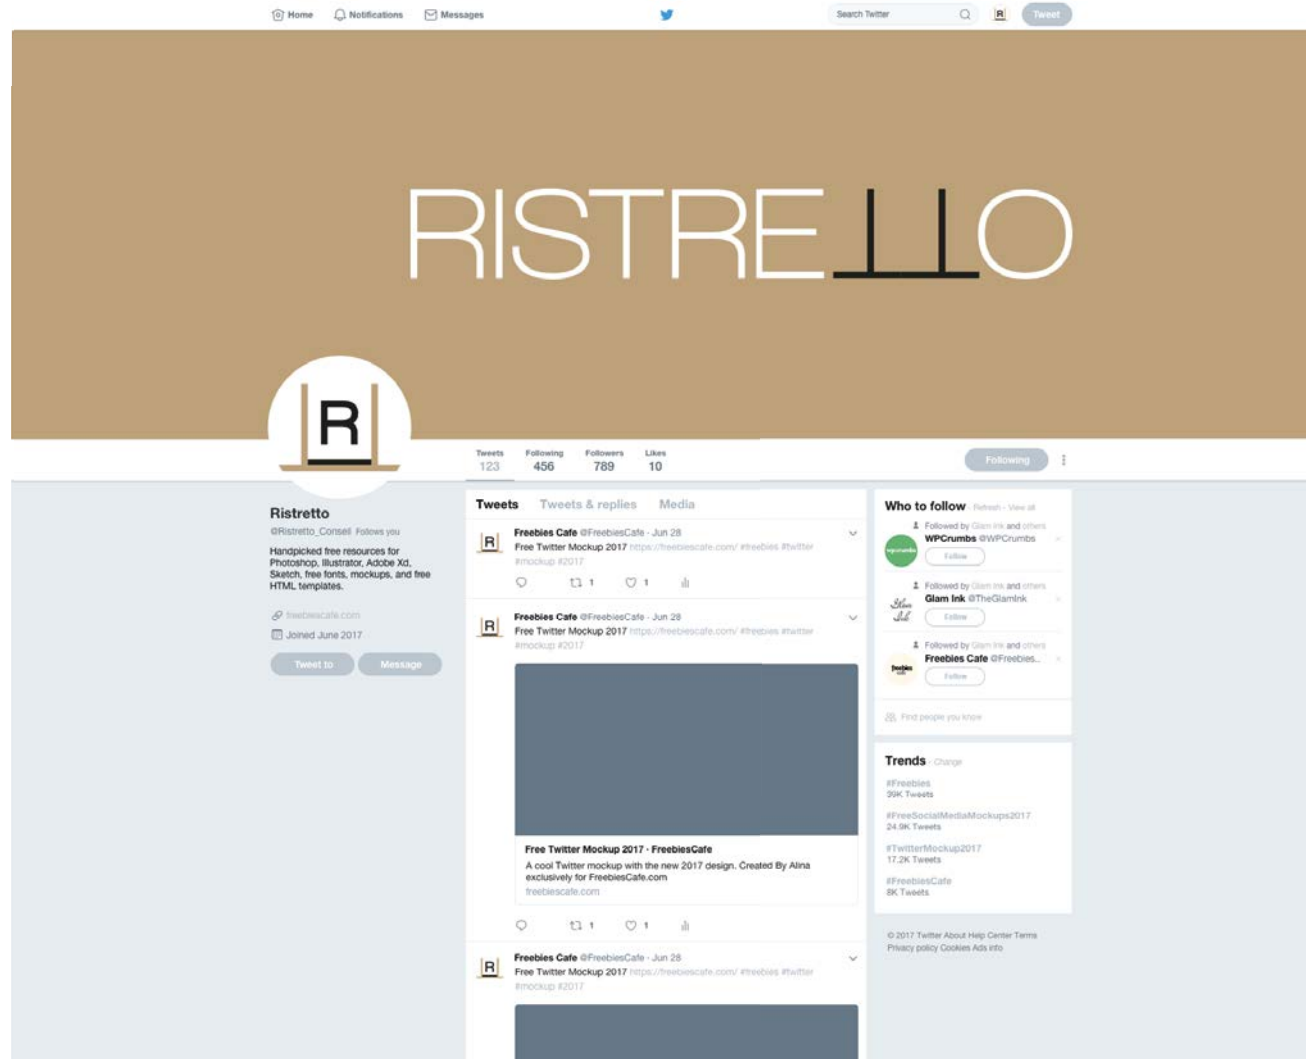 Home Notifications Messages
Search Twitter
Tweet
RISTRETTO
R
Tweets Following Followers Likes
123 456 789 10
Following
Ristretto
@Ristretto_Conseil Follows you
Handpicked free resources for
Photoshop, Illustrator, Adobe Xd,
Sketch, free fonts, mockups, and free
HTML templates.
freebiescafe.com
Joined June 2017
Tweet to Message
Tweets Tweets & replies Media
R
Freebies Cafe @FreebiesCafe · Jun 28
Free Twitter Mockup 2017 https://freebiescafe.com/ #freebies #twitter
#mockup #2017
1 1
R
Freebies Cafe @FreebiesCafe · Jun 28
Free Twitter Mockup 2017 https://freebiescafe.com/ #freebies #twitter
#mockup #2017
Free Twitter Mockup 2017 · FreebiesCafe
A cool Twitter mockup with the new 2017 design. Created By Alina
exclusively for FreebiesCafe.com
freebiescafe.com
1 1
R
Freebies Cafe @FreebiesCafe · Jun 28
Free Twitter Mockup 2017 https://freebiescafe.com/ #freebies #twitter
#mockup #2017
Who to follow · Refresh · View all
Followed by Glam Ink and others
WPCrumbs @WPCrumbs
wpcrumbs
Follow
Followed by Glam Ink and others
Glam Ink @TheGlamInk
Glam
Ink
Follow
Followed by Glam Ink and others
Freebies Cafe @Freebies...
freebies
Follow
Find people you know
Trends · Change
#Freebies
39K Tweets
#FreeSocialMediaMockups2017
24.9K Tweets
#TwitterMockup2017
17.2K Tweets
#FreebiesCafe
8K Tweets
© 2017 Twitter About Help Center Terms
Privacy policy Cookies Ads info